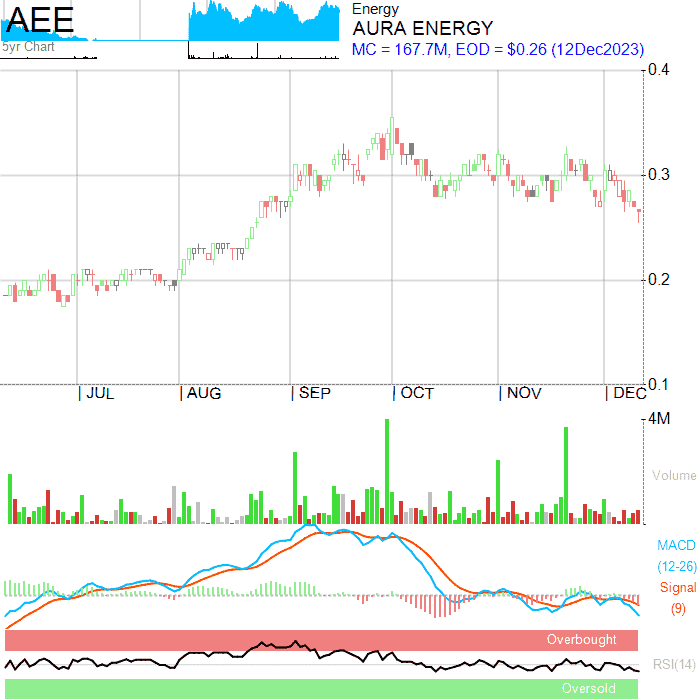 AEE
5yr Chart
Energy
AURA ENERGY
MC = 167.7M, EOD = $0.26 (12Dec2023)
0.4
0.3
0.2
0.1
| JUL | AUG | SEP | OCT | NOV | DEC
4M
Volume
MACD
(12-26)
Signal
(9)
Overbought
RSI(14)
Oversold